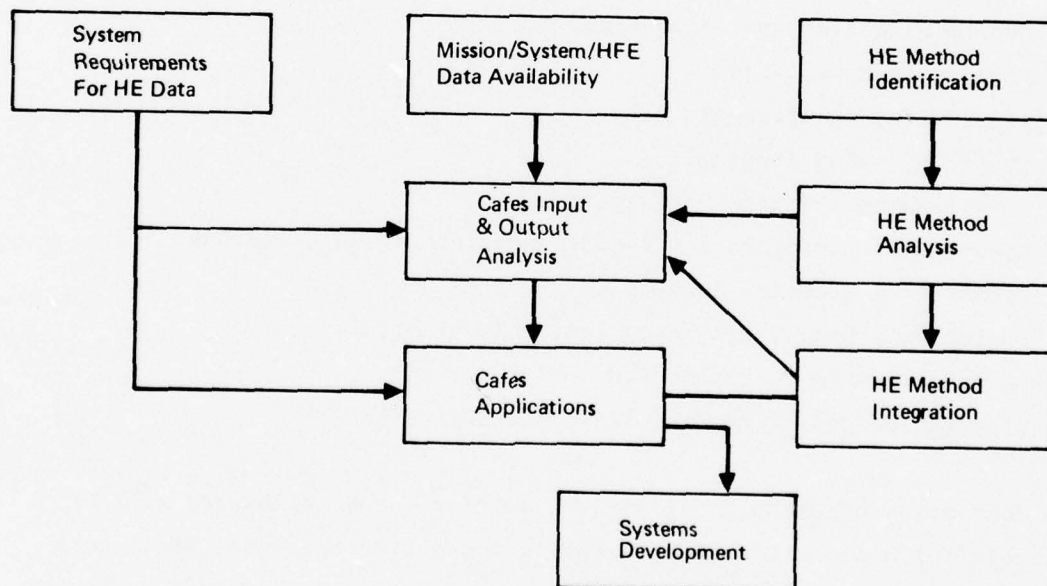 System
Requirements
For HE Data
Mission/System/HFE
Data Availability
HE Method
Identification
Cafes Input
& Output
Analysis
HE Method
Analysis
Cafes
Applications
HE Method
Integration
Systems
Development